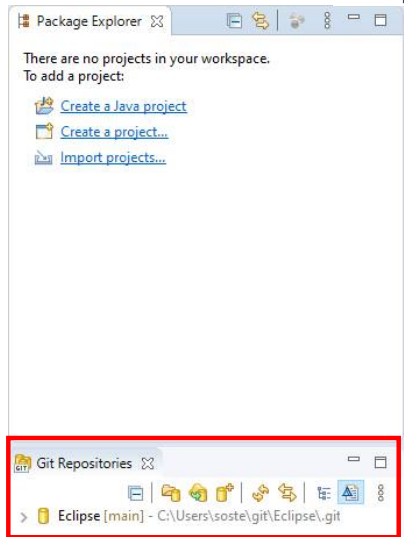 Package Explorer
There are no projects in your workspace.
To add a project:
Create a Java project
Create a project...
Import projects...
GIT Git Repositories
Eclipse [main] - C:\Users\soste\git\Eclipse\.git